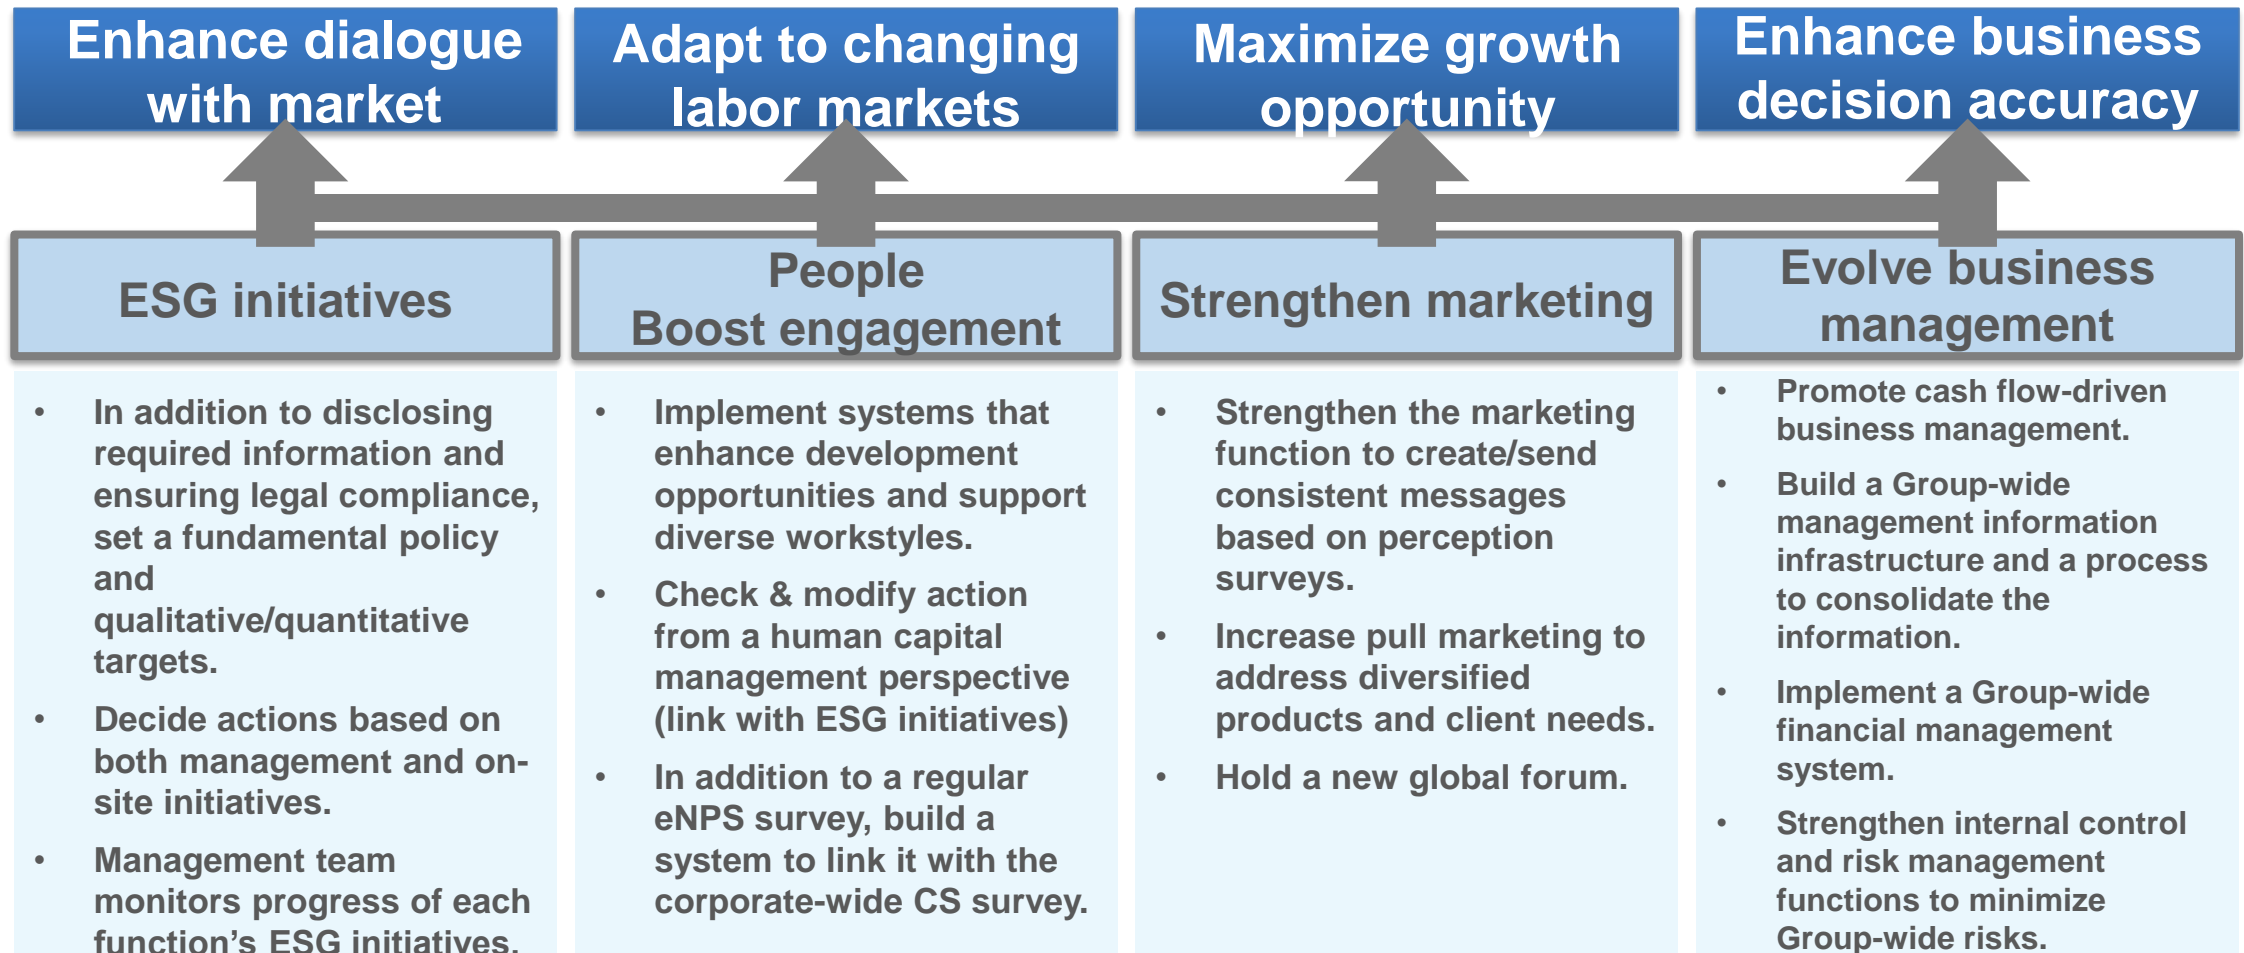 Enhance dialogue
with market
Adapt to changing
labor markets
Maximize growth
opportunity
Enhance business
decision accuracy
ESG initiatives
People
Boost engagement
Strengthen marketing
Evolve business
management
• In addition to disclosing
required information and
ensuring legal compliance,
set a fundamental policy
and
qualitative/quantitative
targets.
• Decide actions based on
both management and on-
site initiatives.
• Management team
monitors progress of each
function's ESG initiatives.
• Implement systems that
enhance development
opportunities and support
diverse workstyles.
• Check & modify action
from a human capital
management perspective
(link with ESG initiatives)
• In addition to a regular
eNPS survey, build a
system to link it with the
corporate-wide CS survey.
• Strengthen the marketing
function to create/send
consistent messages
based on perception
surveys.
• Increase pull marketing to
address diversified
products and client needs.
• Hold a new global forum.
• Promote cash flow-driven
business management.
• Build a Group-wide
management information
infrastructure and a process
to consolidate the
information.
• Implement a Group-wide
financial management
system.
• Strengthen internal control
and risk management
functions to minimize
Group-wide risks.